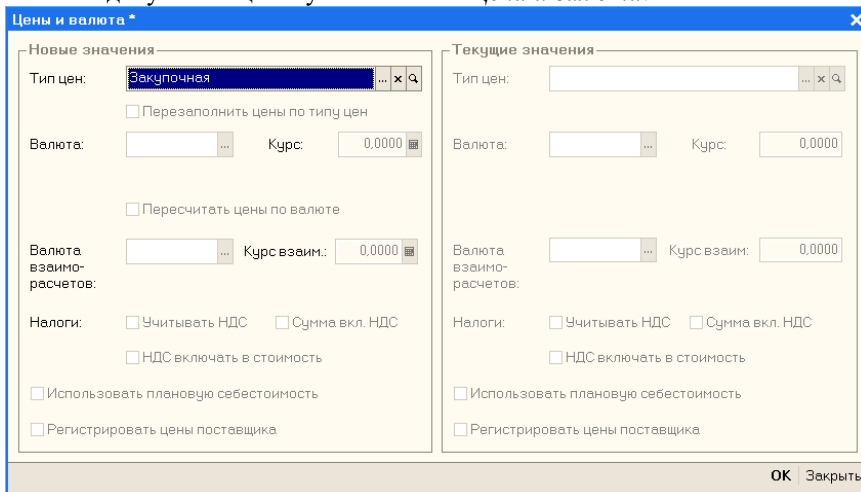 Цены и валюта *
Новые значения
Тип цен: Закупочная ... x
Перезаполнить цены по типу цен
Валюта: ... Курс: 0,0000
Пересчитать цены по валюте
Валюта взаимо-расчетов: ... Курс взаим.: 0,0000
Налоги: Учитывать НДС Сумма вкл. НДС
НДС включать в стоимость
Использовать плановую себестоимость
Регистрировать цены поставщика
Текущие значения
Тип цен: ... x
Валюта: ... Курс: 0,0000
Валюта взаимо-расчетов: ... Курс взаим: 0,0000
Налоги: Учитывать НДС Сумма вкл. НДС
НДС включать в стоимость
Использовать плановую себестоимость
Регистрировать цены поставщика
OK Закрыть